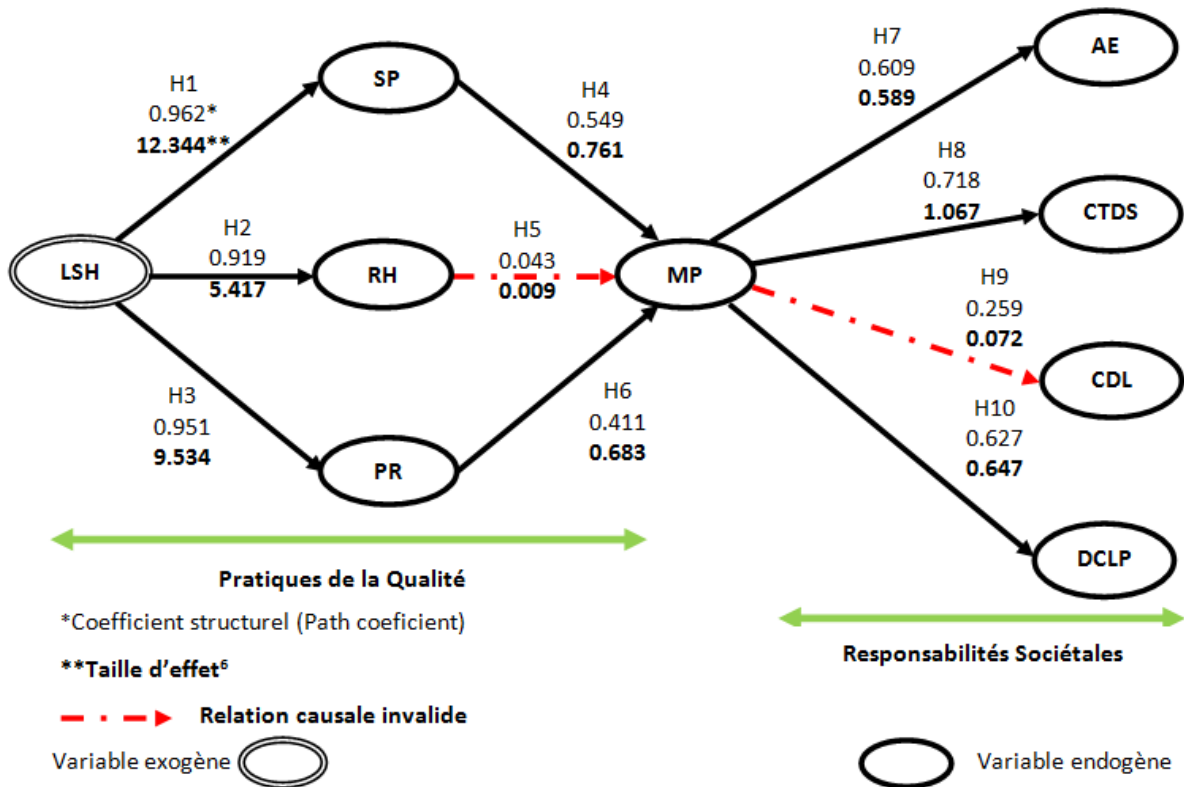 H1
0.962*
12.344**
SP
H4
0.549
0.761
H7
0.609
0.589
AE
H8
0.718
1.067
CTDS
LSH
H2
0.919
5.417
RH
H5
0.043
0.009
MP
H9
0.259
0.072
CDL
H3
0.951
9.534
PR
H6
0.411
0.683
H10
0.627
0.647
DCLP
Pratiques de la Qualité
Responsabilités Sociétales
*Coefficient structurel (Path coeficient)
**Taille d'effet⁶
Relation causale invalide
Variable exogène
Variable endogène